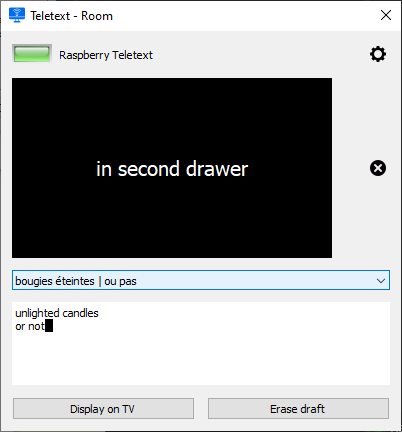 Teletext - Room
Raspberry Teletext
in second drawer
bougies éteintes | ou pas
unlighted candles
or not
Display on TV
Erase draft